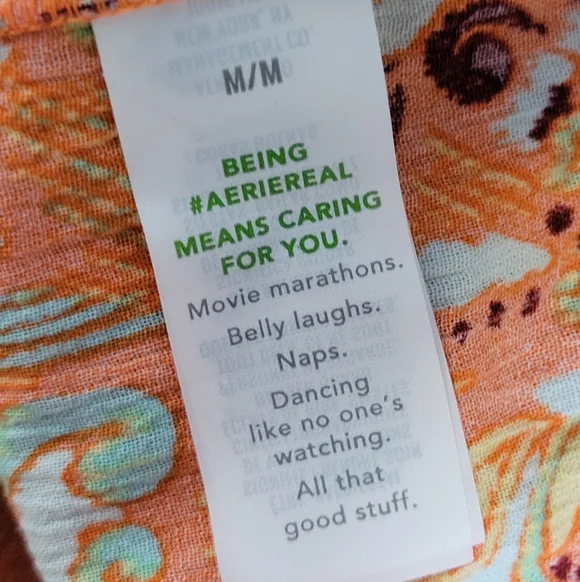 M/M
BEING
#AERIEREAL
MEANS CARING
FOR YOU.
Movie marathons.
Belly laughs.
Naps.
Dancing
like no one's
watching.
All that
good stuff.